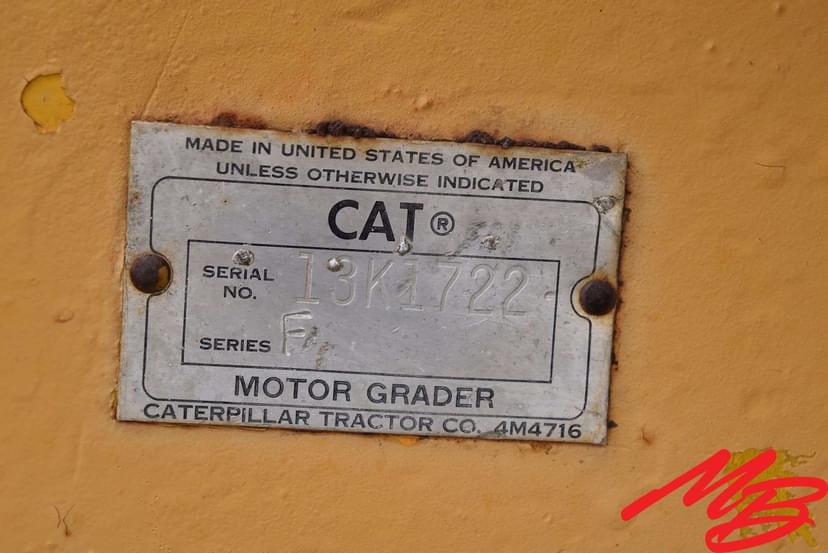 MADE IN UNITED STATES OF AMERICA
UNLESS OTHERWISE INDICATED
CAT®
SERIAL NO. 13K1722
SERIES F
MOTOR GRADER
CATERPILLAR TRACTOR CO. 4M4716
MB